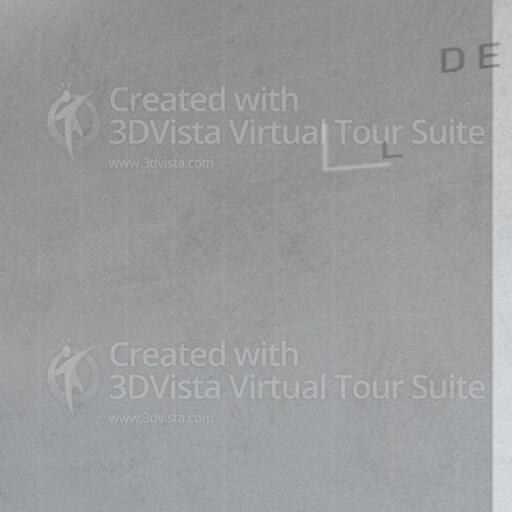 DE
Created with
3DVista Virtual Tour Suite
L
www.3dvista.com
Created with
3DVista Virtual Tour Suite
www.3dvista.com